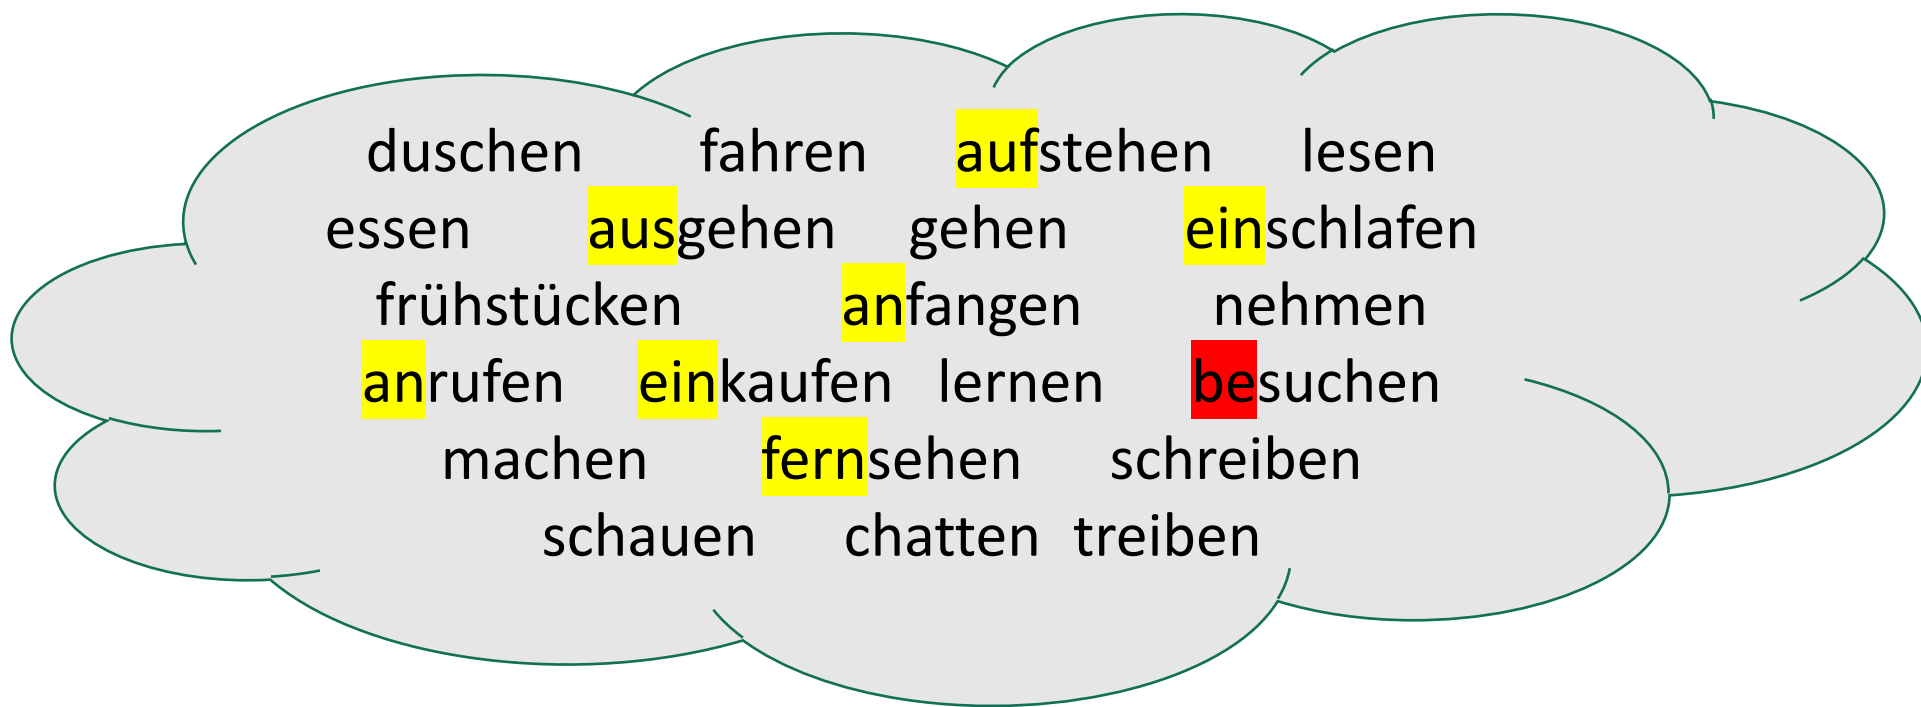 duschen fahren aufstehen lesen
essen ausgehen gehen einschlafen
frühstücken anfangen nehmen
anrufen einkaufen lernen besuchen
machen fernsehen schreiben
schauen chatten treiben